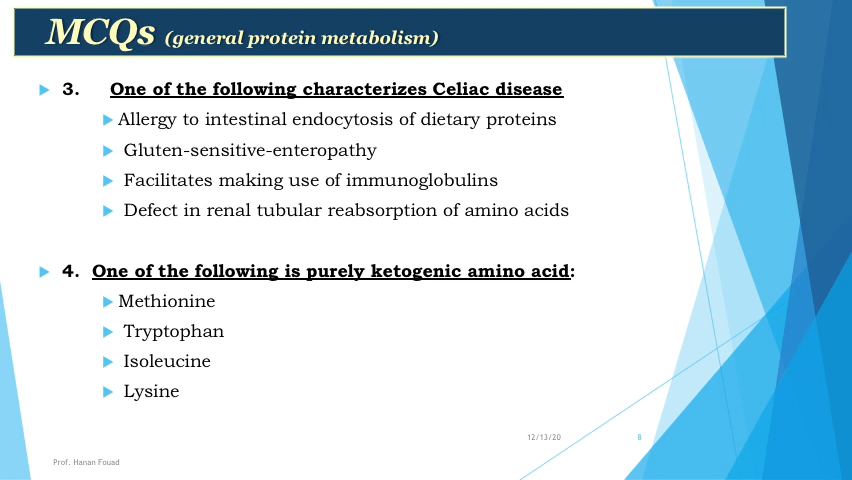 MCQs (general protein metabolism)
3. One of the following characterizes Celiac disease
Allergy to intestinal endocytosis of dietary proteins
Gluten-sensitive-enteropathy
Facilitates making use of immunoglobulins
Defect in renal tubular reabsorption of amino acids
4. One of the following is purely ketogenic amino acid:
Methionine
Tryptophan
Isoleucine
Lysine
12/13/20 8
Prof. Hanan Fouad